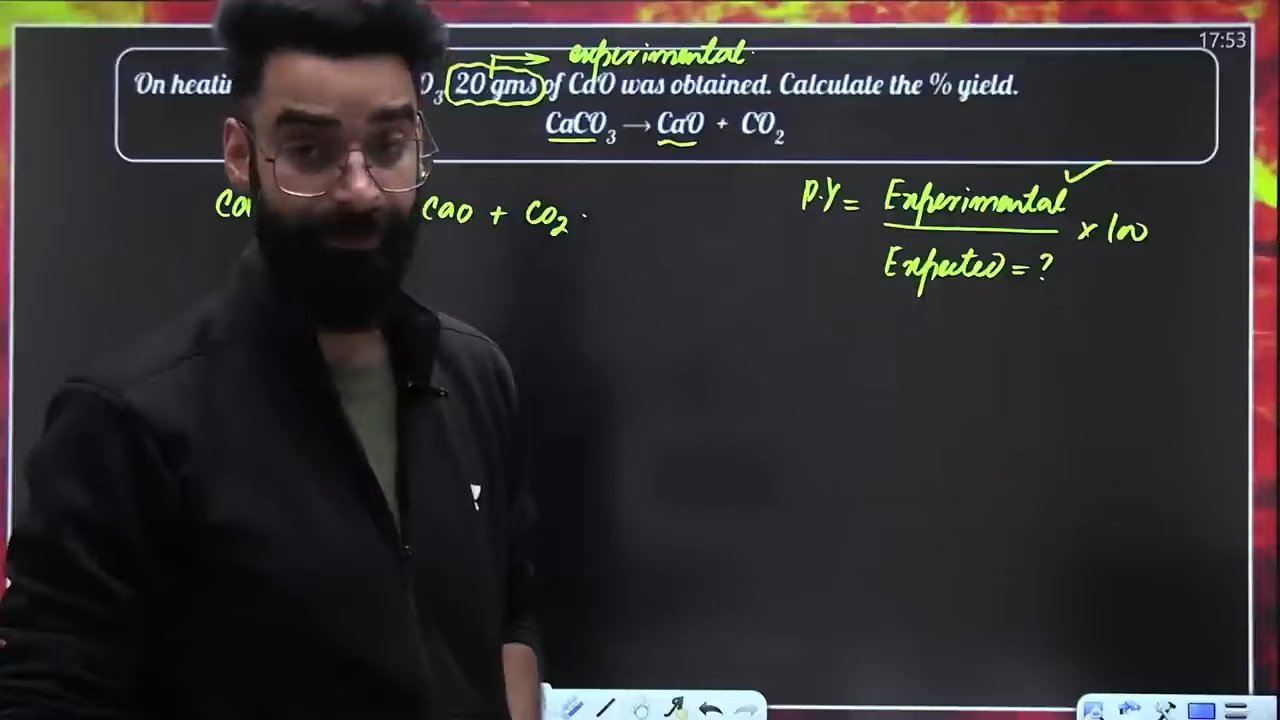 17:53
experimental
On heatin O3 20 gms of CaO was obtained. Calculate the % yield.
CaCO3 → CaO + CO2
Ca CaO + CO2
P.Y = Experimental
Expected = ? × 100